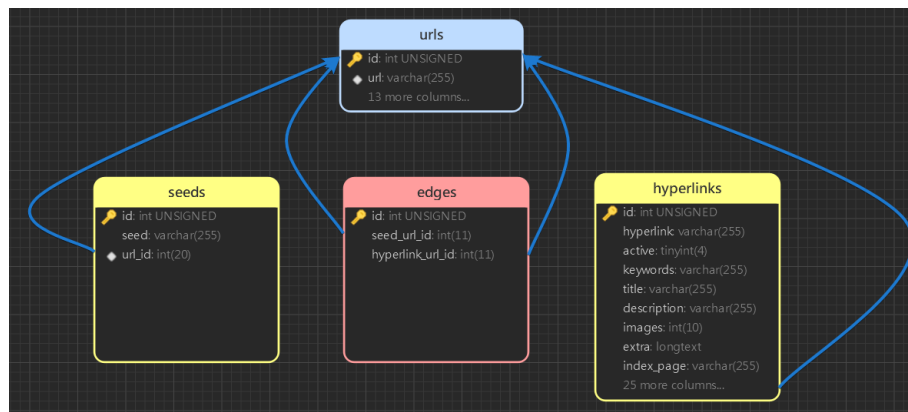 urls
id: int UNSIGNED
url: varchar(255)
13 more columns...
seeds
id: int UNSIGNED
seed: varchar(255)
url_id: int(20)
edges
id: int UNSIGNED
seed_url_id: int(11)
hyperlink_url_id: int(11)
hyperlinks
id: int UNSIGNED
hyperlink: varchar(255)
active: tinyint(4)
keywords: varchar(255)
title: varchar(255)
description: varchar(255)
images: int(10)
extra: longtext
index_page: varchar(255)
25 more columns...